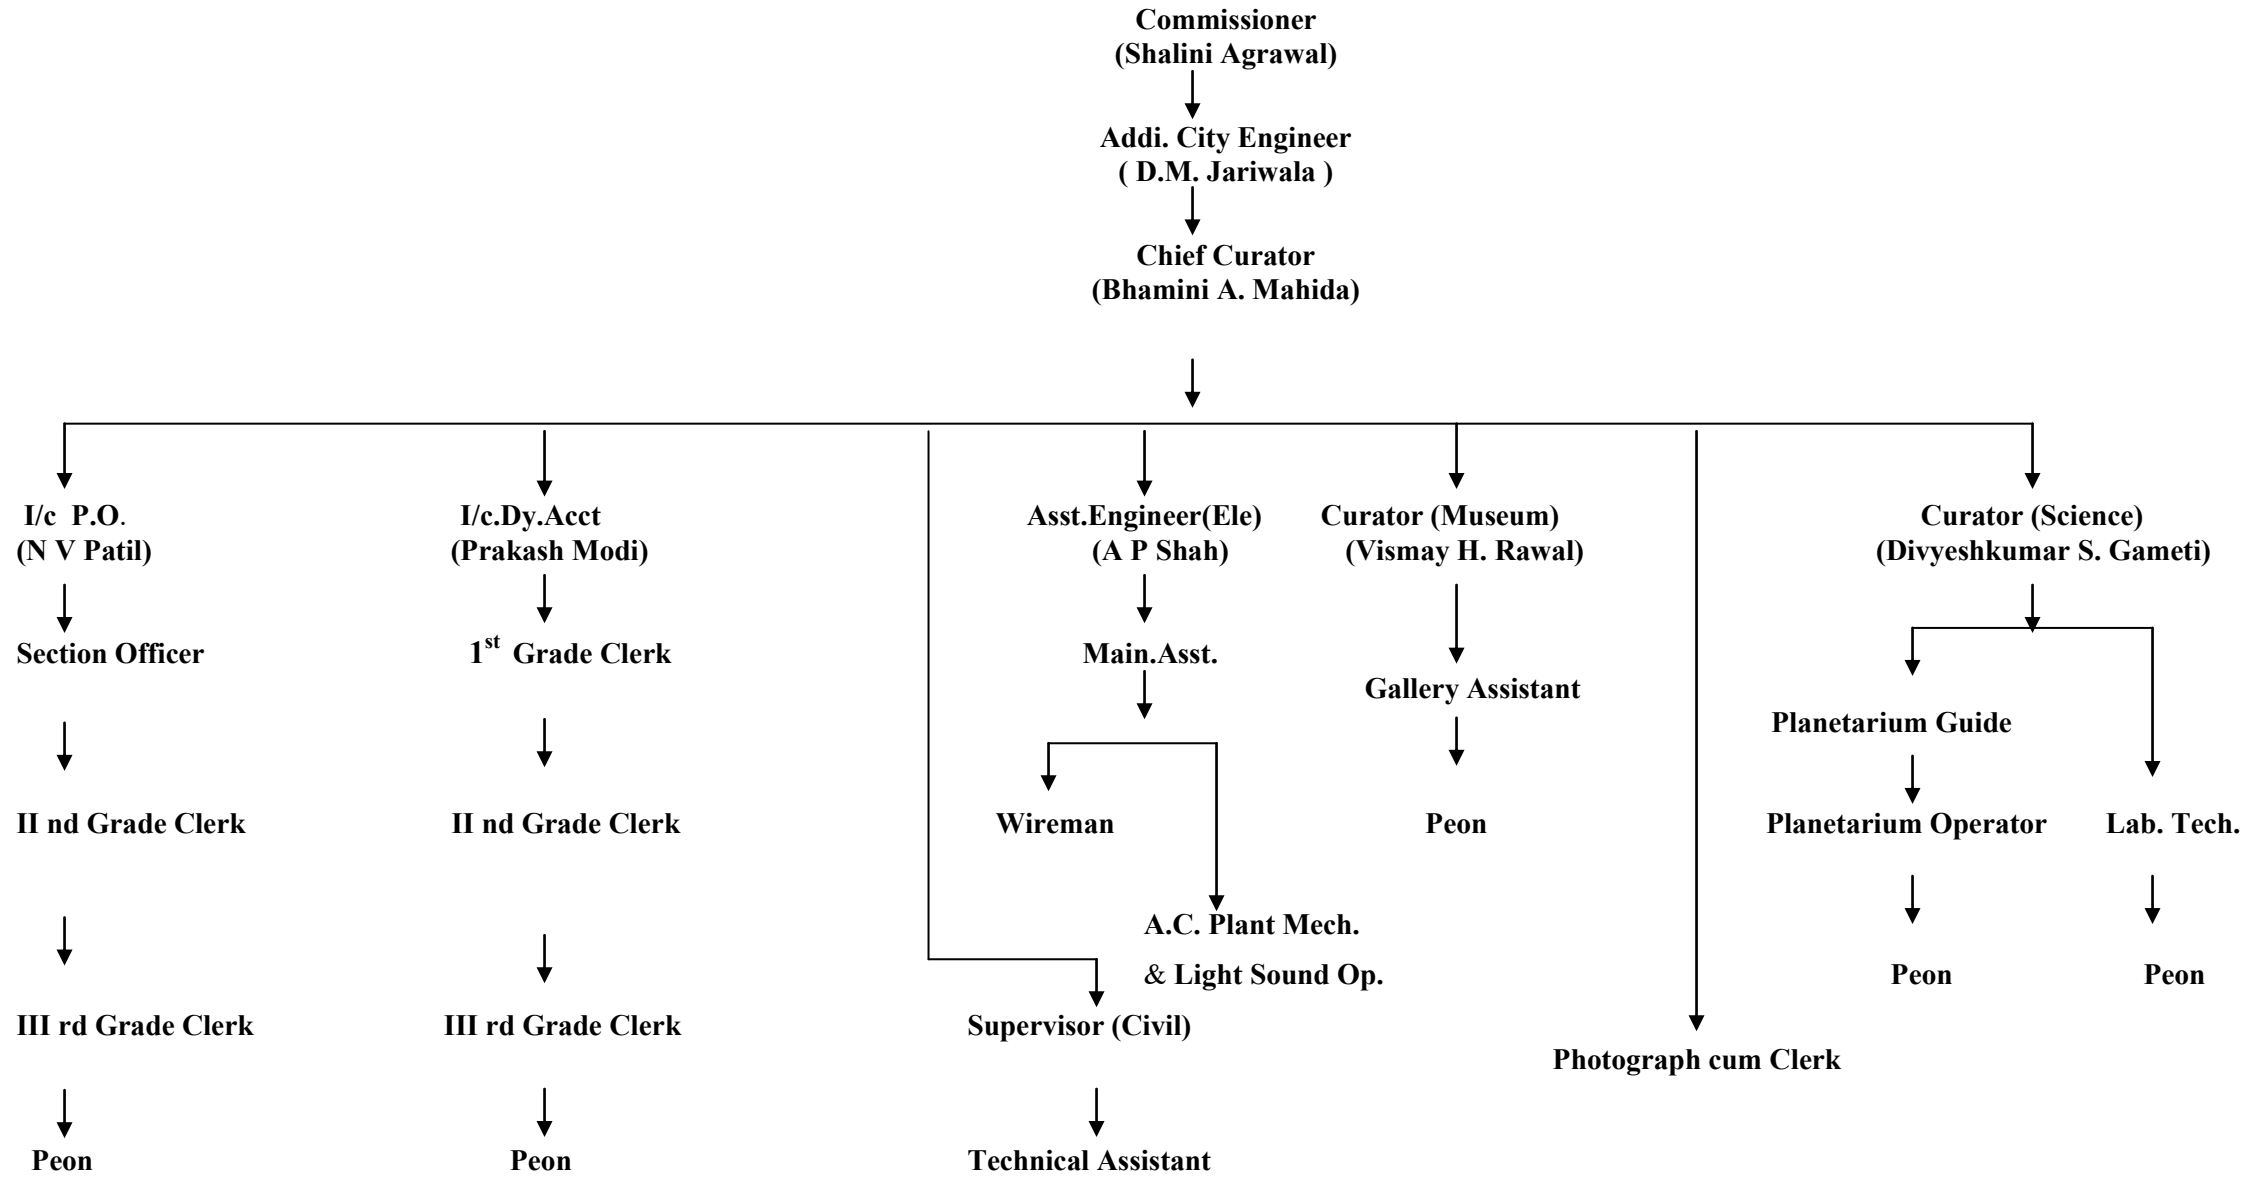 Commissioner
(Shalini Agrawal)
Addi. City Engineer
( D.M. Jariwala )
Chief Curator
(Bhamini A. Mahida)
I/c P.O.
(N V Patil)
I/c.Dy.Acct
(Prakash Modi)
Asst.Engineer(Ele)
(A P Shah)
Curator (Museum)
(Vismay H. Rawal)
Curator (Science)
(Divyeshkumar S. Gameti)
Section Officer
1st Grade Clerk
Main.Asst.
Gallery Assistant
Planetarium Guide
II nd Grade Clerk
II nd Grade Clerk
Wireman
Peon
Planetarium Operator
Lab. Tech.
A.C. Plant Mech.
& Light Sound Op.
Peon
Peon
III rd Grade Clerk
III rd Grade Clerk
Supervisor (Civil)
Photograph cum Clerk
Peon
Peon
Technical Assistant